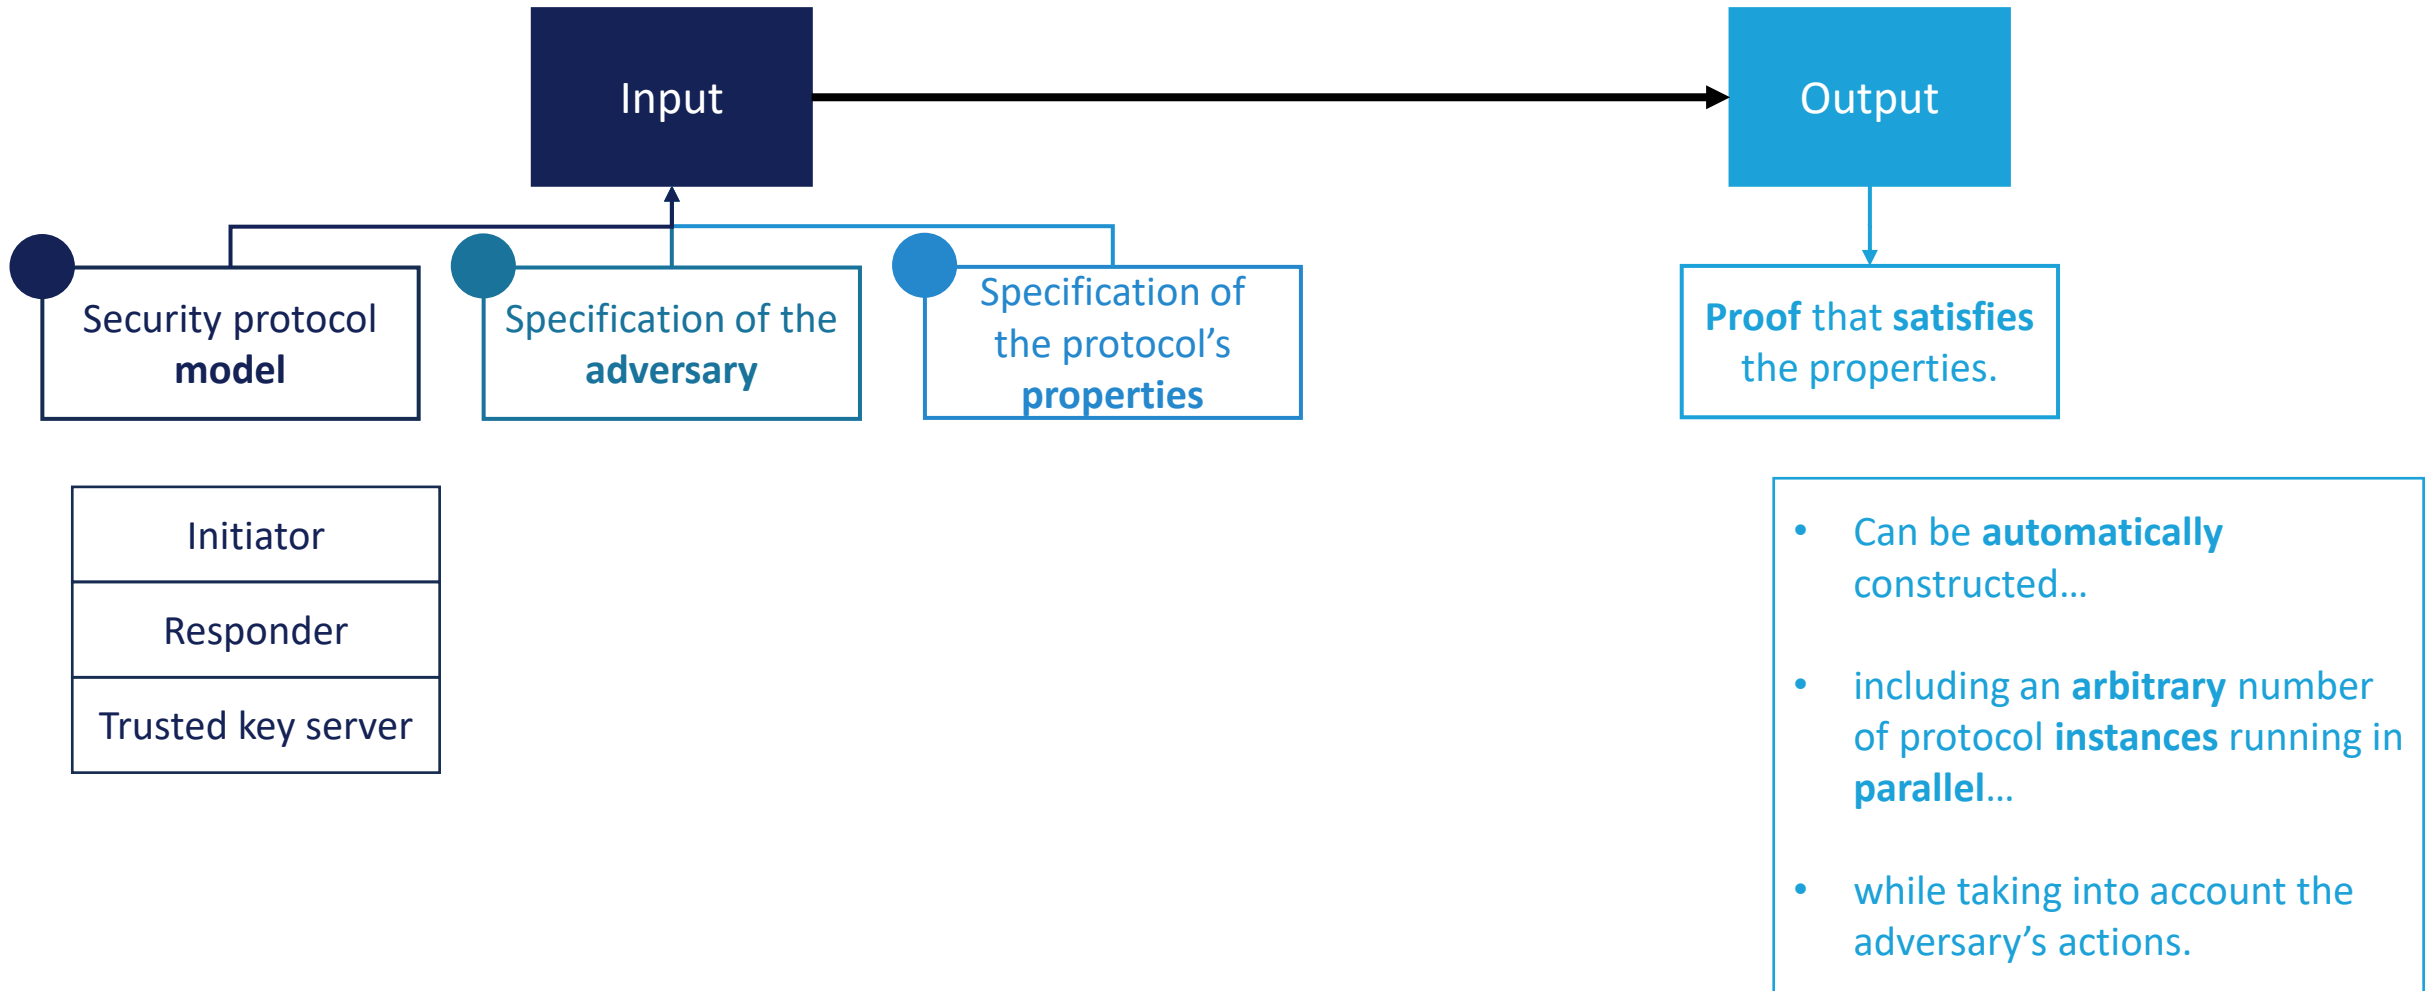 Input
Output
Security protocol
model
Specification of the
adversary
Specification of
the protocol’s
properties
Proof that satisfies
the properties.
Initiator
Responder
Trusted key server
• Can be automatically
constructed…
• including an arbitrary number
of protocol instances running in
parallel…
• while taking into account the
adversary’s actions.